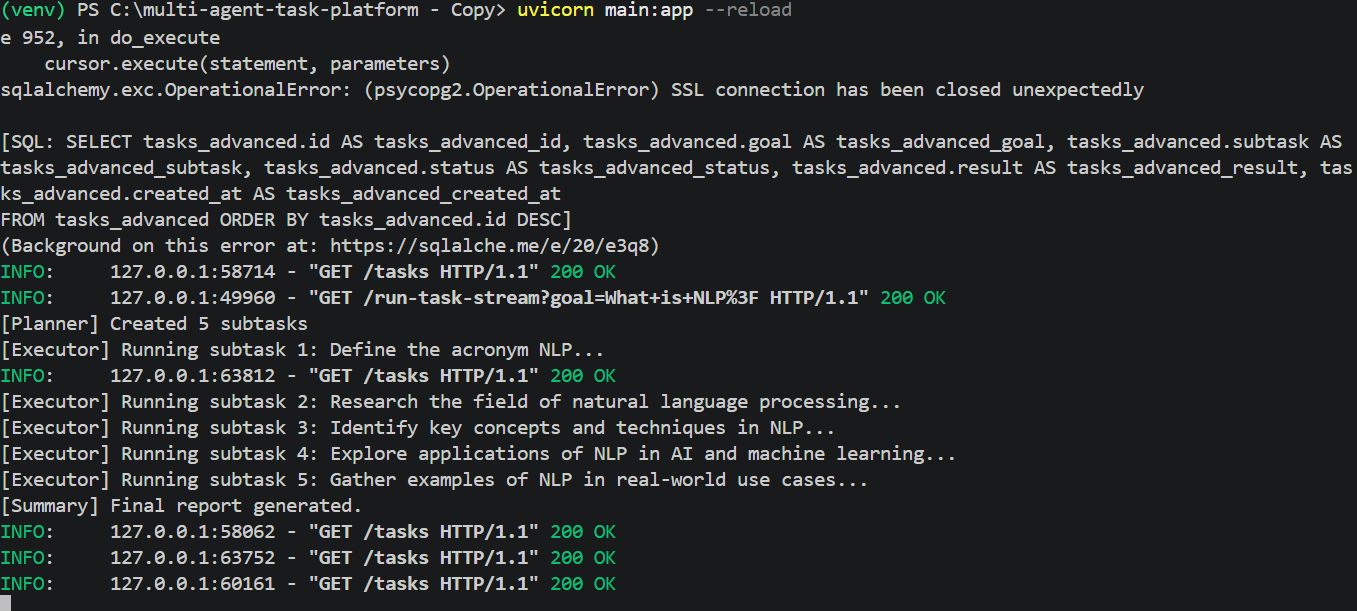 (venv) PS C:\multi-agent-task-platform - Copy> uvicorn main:app --reload
e 952, in do_execute
    cursor.execute(statement, parameters)
sqlalchemy.exc.OperationalError: (psycopg2.OperationalError) SSL connection has been closed unexpectedly

[SQL: SELECT tasks_advanced.id AS tasks_advanced_id, tasks_advanced.goal AS tasks_advanced_goal, tasks_advanced.subtask AS
tasks_advanced_subtask, tasks_advanced.status AS tasks_advanced_status, tasks_advanced.result AS tasks_advanced_result, tas
ks_advanced.created_at AS tasks_advanced_created_at
FROM tasks_advanced ORDER BY tasks_advanced.id DESC]
(Background on this error at: https://sqlalche.me/e/20/e3q8)
INFO:     127.0.0.1:58714 - "GET /tasks HTTP/1.1" 200 OK
INFO:     127.0.0.1:49960 - "GET /run-task-stream?goal=What+is+NLP%3F HTTP/1.1" 200 OK
[Planner] Created 5 subtasks
[Executor] Running subtask 1: Define the acronym NLP...
INFO:     127.0.0.1:63812 - "GET /tasks HTTP/1.1" 200 OK
[Executor] Running subtask 2: Research the field of natural language processing...
[Executor] Running subtask 3: Identify key concepts and techniques in NLP...
[Executor] Running subtask 4: Explore applications of NLP in AI and machine learning...
[Executor] Running subtask 5: Gather examples of NLP in real-world use cases...
[Summary] Final report generated.
INFO:     127.0.0.1:58062 - "GET /tasks HTTP/1.1" 200 OK
INFO:     127.0.0.1:63752 - "GET /tasks HTTP/1.1" 200 OK
INFO:     127.0.0.1:60161 - "GET /tasks HTTP/1.1" 200 OK